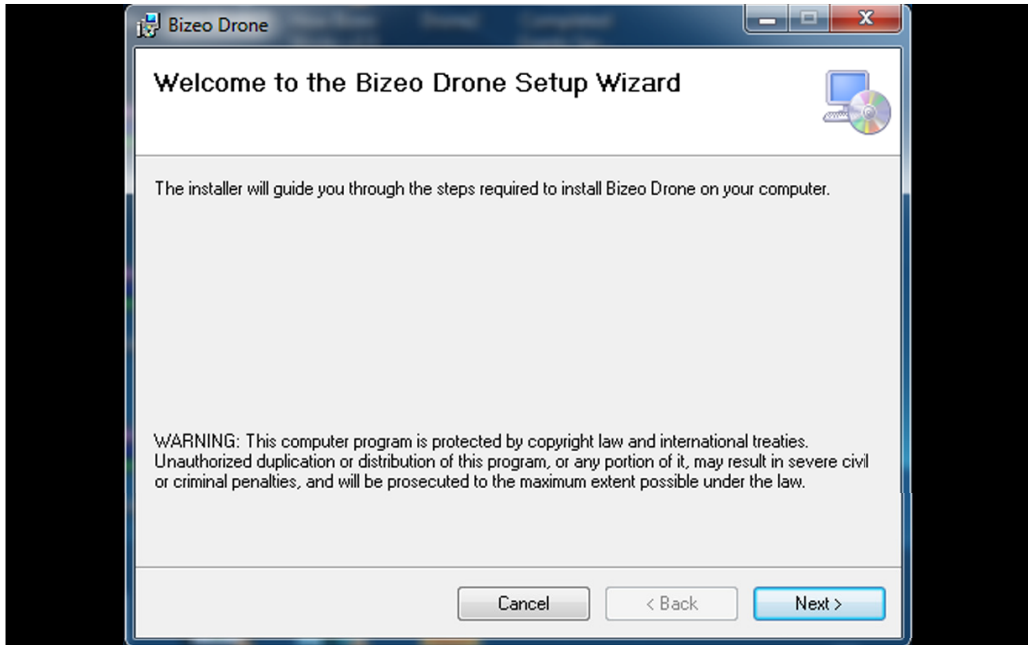 Bizeo Drone
Welcome to the Bizeo Drone Setup Wizard
The installer will guide you through the steps required to install Bizeo Drone on your computer.
WARNING: This computer program is protected by copyright law and international treaties.
Unauthorized duplication or distribution of this program, or any portion of it, may result in severe civil
or criminal penalties, and will be prosecuted to the maximum extent possible under the law.
Cancel
< Back
Next >